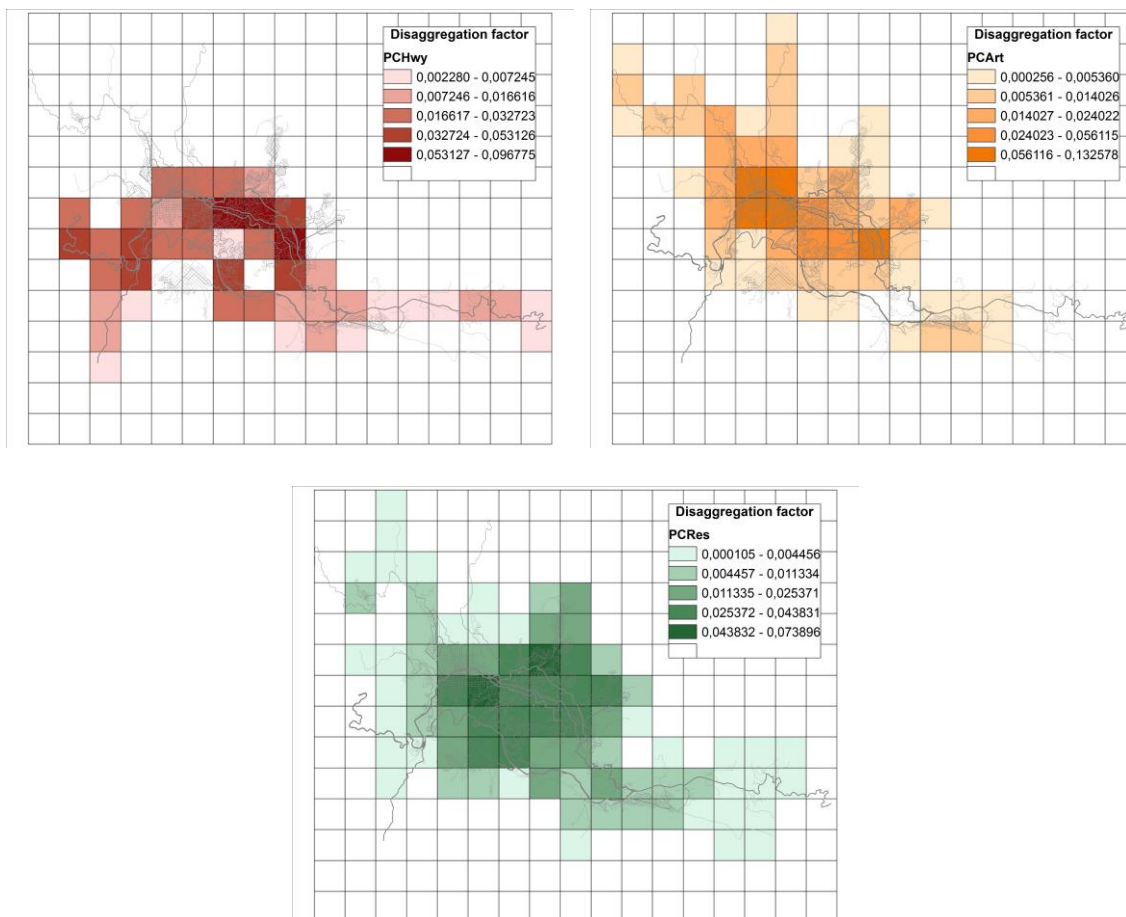 Disaggregation factor
PCHwy
0,002280 - 0,007245
0,007246 - 0,016616
0,016617 - 0,032723
0,032724 - 0,053126
0,053127 - 0,096775
Disaggregation factor
PCArt
0,000256 - 0,005360
0,005361 - 0,014026
0,014027 - 0,024022
0,024023 - 0,056115
0,056116 - 0,132578
Disaggregation factor
PCRes
0,000105 - 0,004456
0,004457 - 0,011334
0,011335 - 0,025371
0,025372 - 0,043831
0,043832 - 0,073896